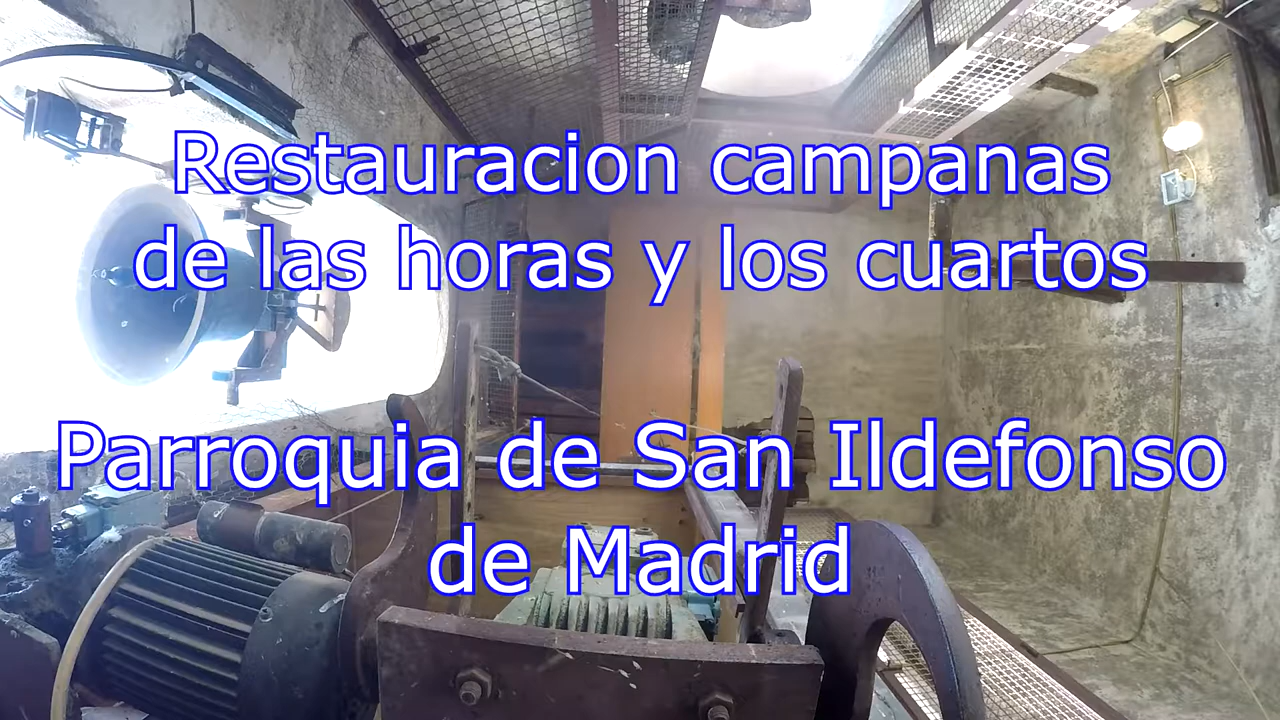 Restauracion campanas
de las horas y los cuartos
Parroquia de San Ildefonso
de Madrid